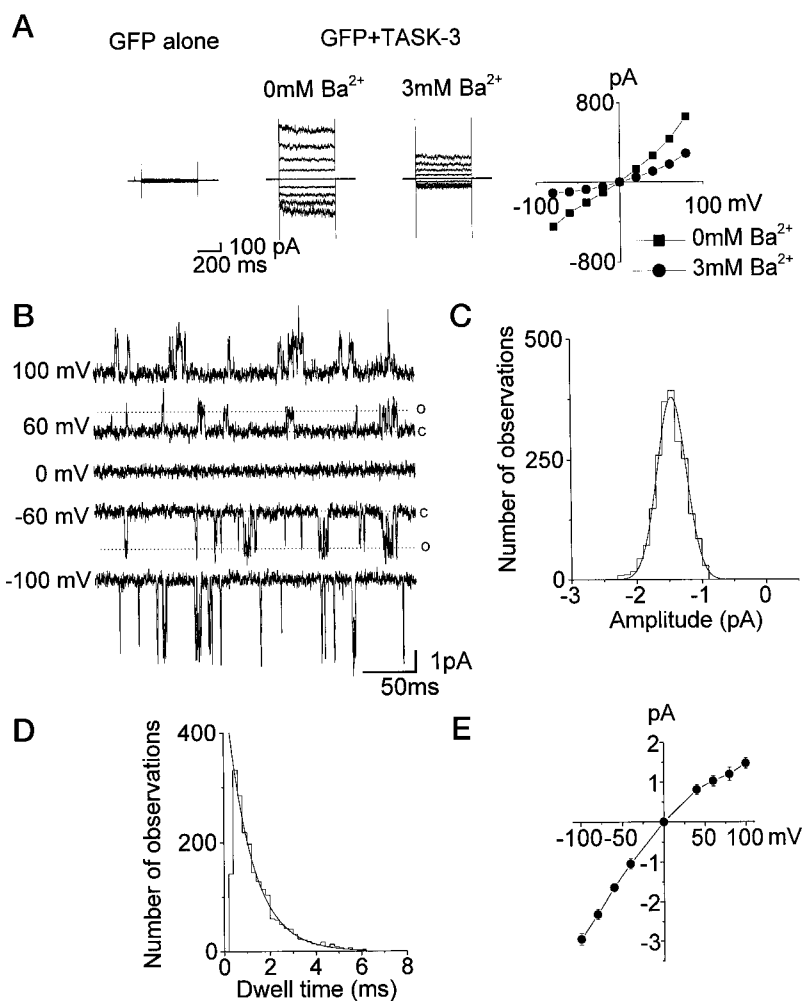 A
GFP alone
GFP+TASK-3
0mM Ba²⁺
3mM Ba²⁺
100 pA
200 ms
pA
800
-100
100 mV
-800
0mM Ba²⁺
3mM Ba²⁺
B
100 mV
60 mV
o
c
0 mV
-60 mV
c
o
-100 mV
1pA
50ms
C
Number of observations
500
250
0
-3
-2
-1
0
Amplitude (pA)
D
Number of observations
400
200
0
0
2
4
6
8
Dwell time (ms)
E
pA
2
1
-100
-50
50
100
mV
-1
-2
-3